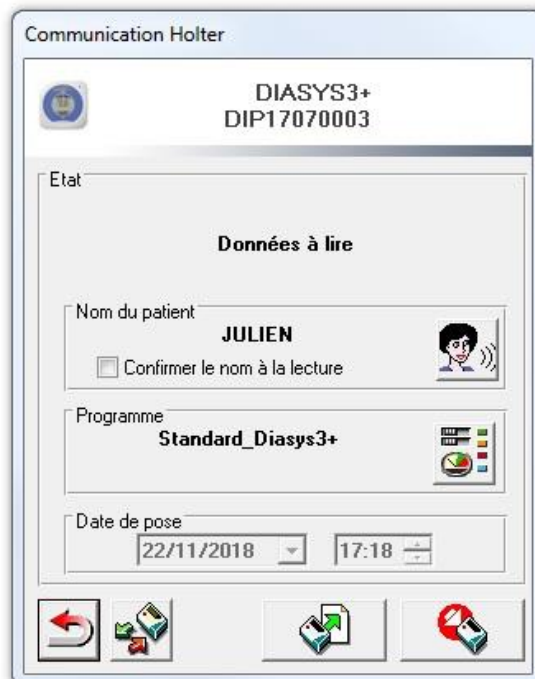 Communication Holter
DIASYS3+
DIP17070003
Etat
Données à lire
Nom du patient
JULIEN
Confirmer le nom à la lecture
Programme
Standard_Diasys3+
Date de pose
22/11/2018 17:18